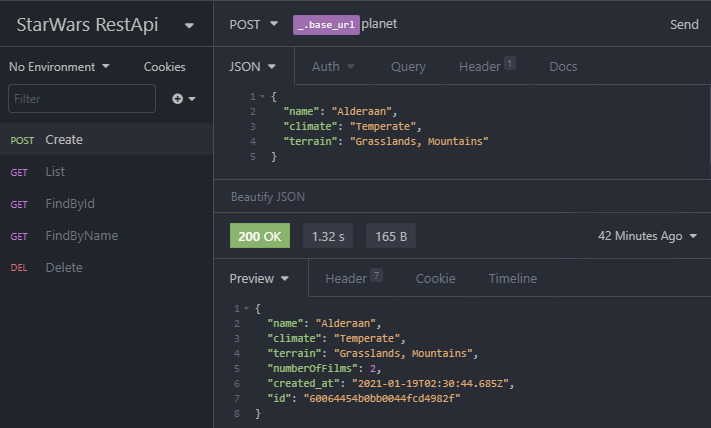 StarWars RestApi
No Environment
Cookies
Filter
POST Create
GET List
GET FindById
GET FindByName
DEL Delete
POST _.base_url planet Send
JSON Auth Query Header 1 Docs
1 {
2 "name": "Alderaan",
3 "climate": "Temperate",
4 "terrain": "Grasslands, Mountains"
5 }
Beautify JSON
200 OK 1.32 s 165 B 42 Minutes Ago
Preview Header 7 Cookie Timeline
1 {
2 "name": "Alderaan",
3 "climate": "Temperate",
4 "terrain": "Grasslands, Mountains",
5 "numberOfFilms": 2,
6 "created_at": "2021-01-19T02:30:44.685Z",
7 "id": "60064454b0bb0044fcd4982f"
8 }